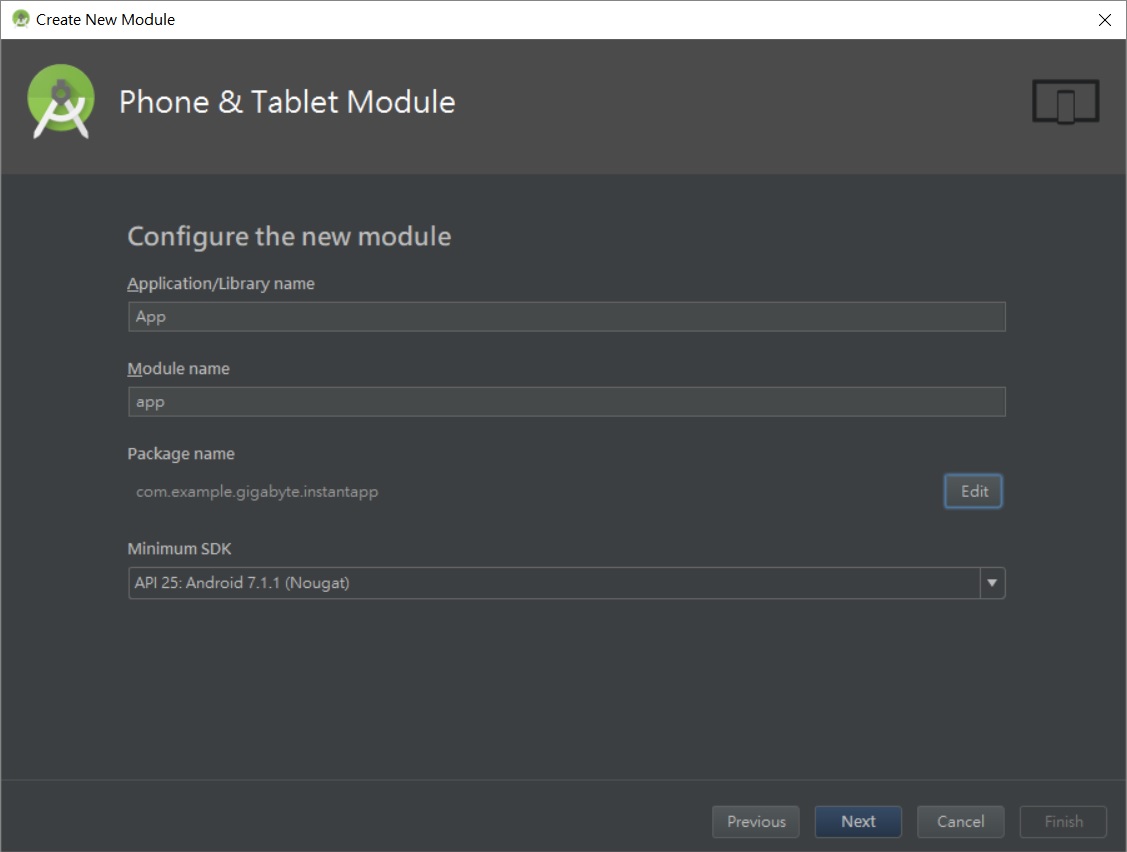 Create New Module
Phone & Tablet Module
Configure the new module
Application/Library name
App
Module name
app
Package name
com.example.gigabyte.instantapp
Edit
Minimum SDK
API 25: Android 7.1.1 (Nougat)
Previous
Next
Cancel
Finish